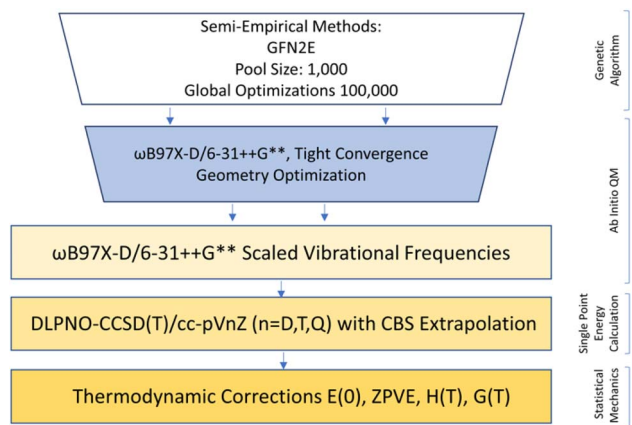 Semi-Empirical Methods:
GFN2E
Pool Size: 1,000
Global Optimizations 100,000
Genetic
Algorithm
ωB97X-D/6-31++G**, Tight Convergence
Geometry Optimization
Ab Initio QM
ωB97X-D/6-31++G** Scaled Vibrational Frequencies
DLPNO-CCSD(T)/cc-pVnZ (n=D,T,Q) with CBS Extrapolation
Single Point
Energy
Calculation
Thermodynamic Corrections E(0), ZPVE, H(T), G(T)
Statistical
Mechanics